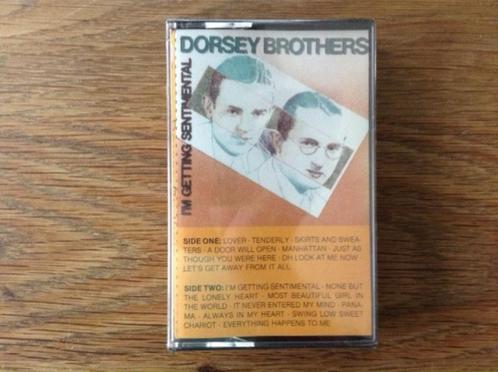 DORSEY BROTHERS
I'M GETTING SENTIMENTAL
SIDE ONE: LOVER · TENDERLY · SKIRTS AND SWEA-
TERS · A DOOR WILL OPEN · MANHATTAN · JUST AS
THOUGH YOU WERE HERE · OH LOOK AT ME NOW ·
LET'S GET AWAY FROM IT ALL
SIDE TWO: I'M GETTING SENTIMENTAL · NONE BUT
THE LONELY HEART · MOST BEAUTIFUL GIRL IN
THE WORLD · IT NEVER ENTERED MY MIND · PANA-
MA · ALWAYS IN MY HEART · SWING LOW SWEET
CHARIOT · EVERYTHING HAPPENS TO ME